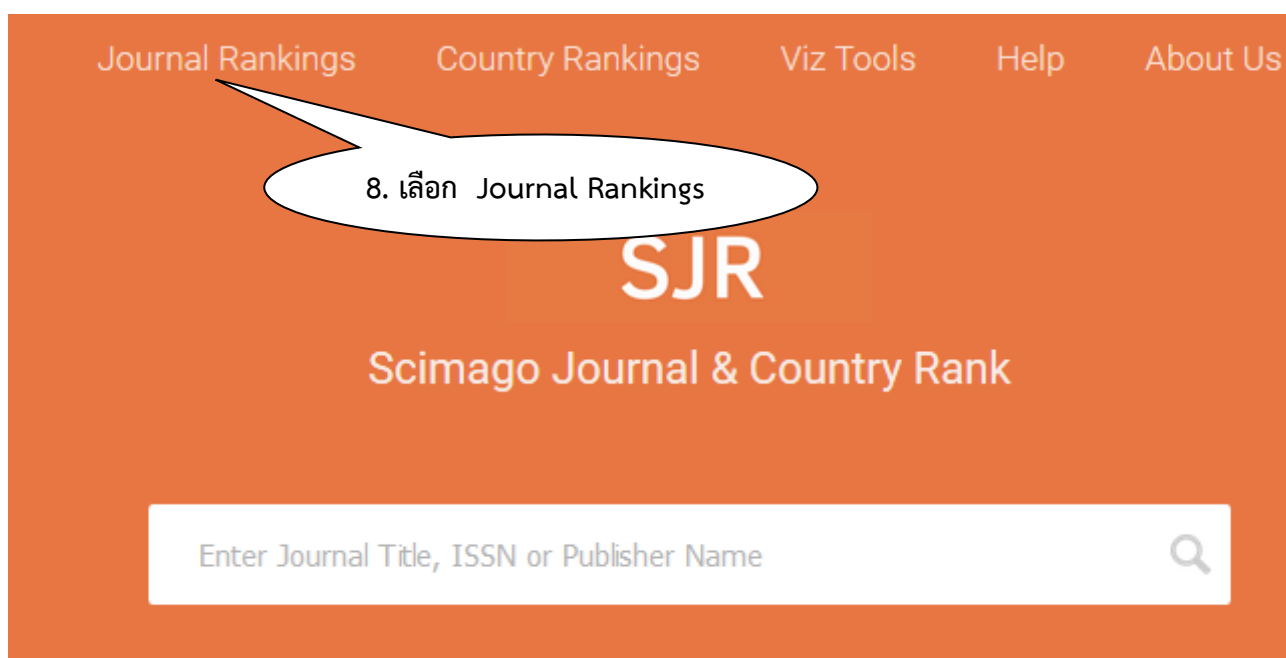 Journal Rankings Country Rankings Viz Tools Help About Us
8. เลือก Journal Rankings
SJR
Scimago Journal & Country Rank
Enter Journal Title, ISSN or Publisher Name